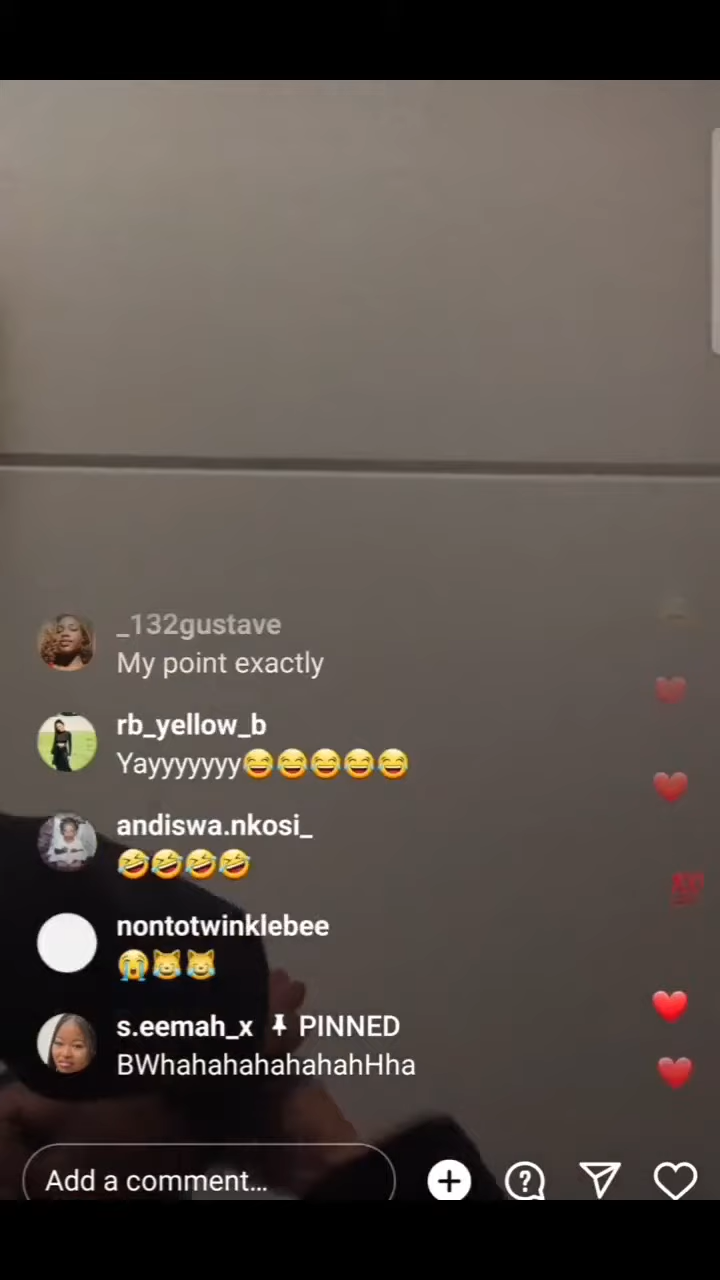 _132gustave
My point exactly
rb_yellow_b
Yayyyyyyy😂😂😂😂😂
andiswa.nkosi_
🤣🤣🤣🤣
nontotwinklebee
😭😹😹
s.eemah_x 📌 PINNED
BWhahahahahahahHha
💯
Add a comment...